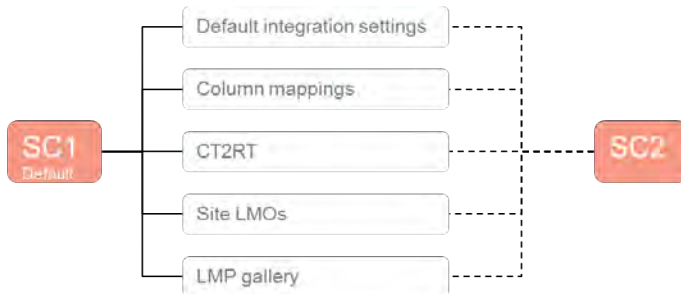 Default integration settings
Column mappings
SC1
Default
CT2RT
SC2
Site LMOs
LMP gallery